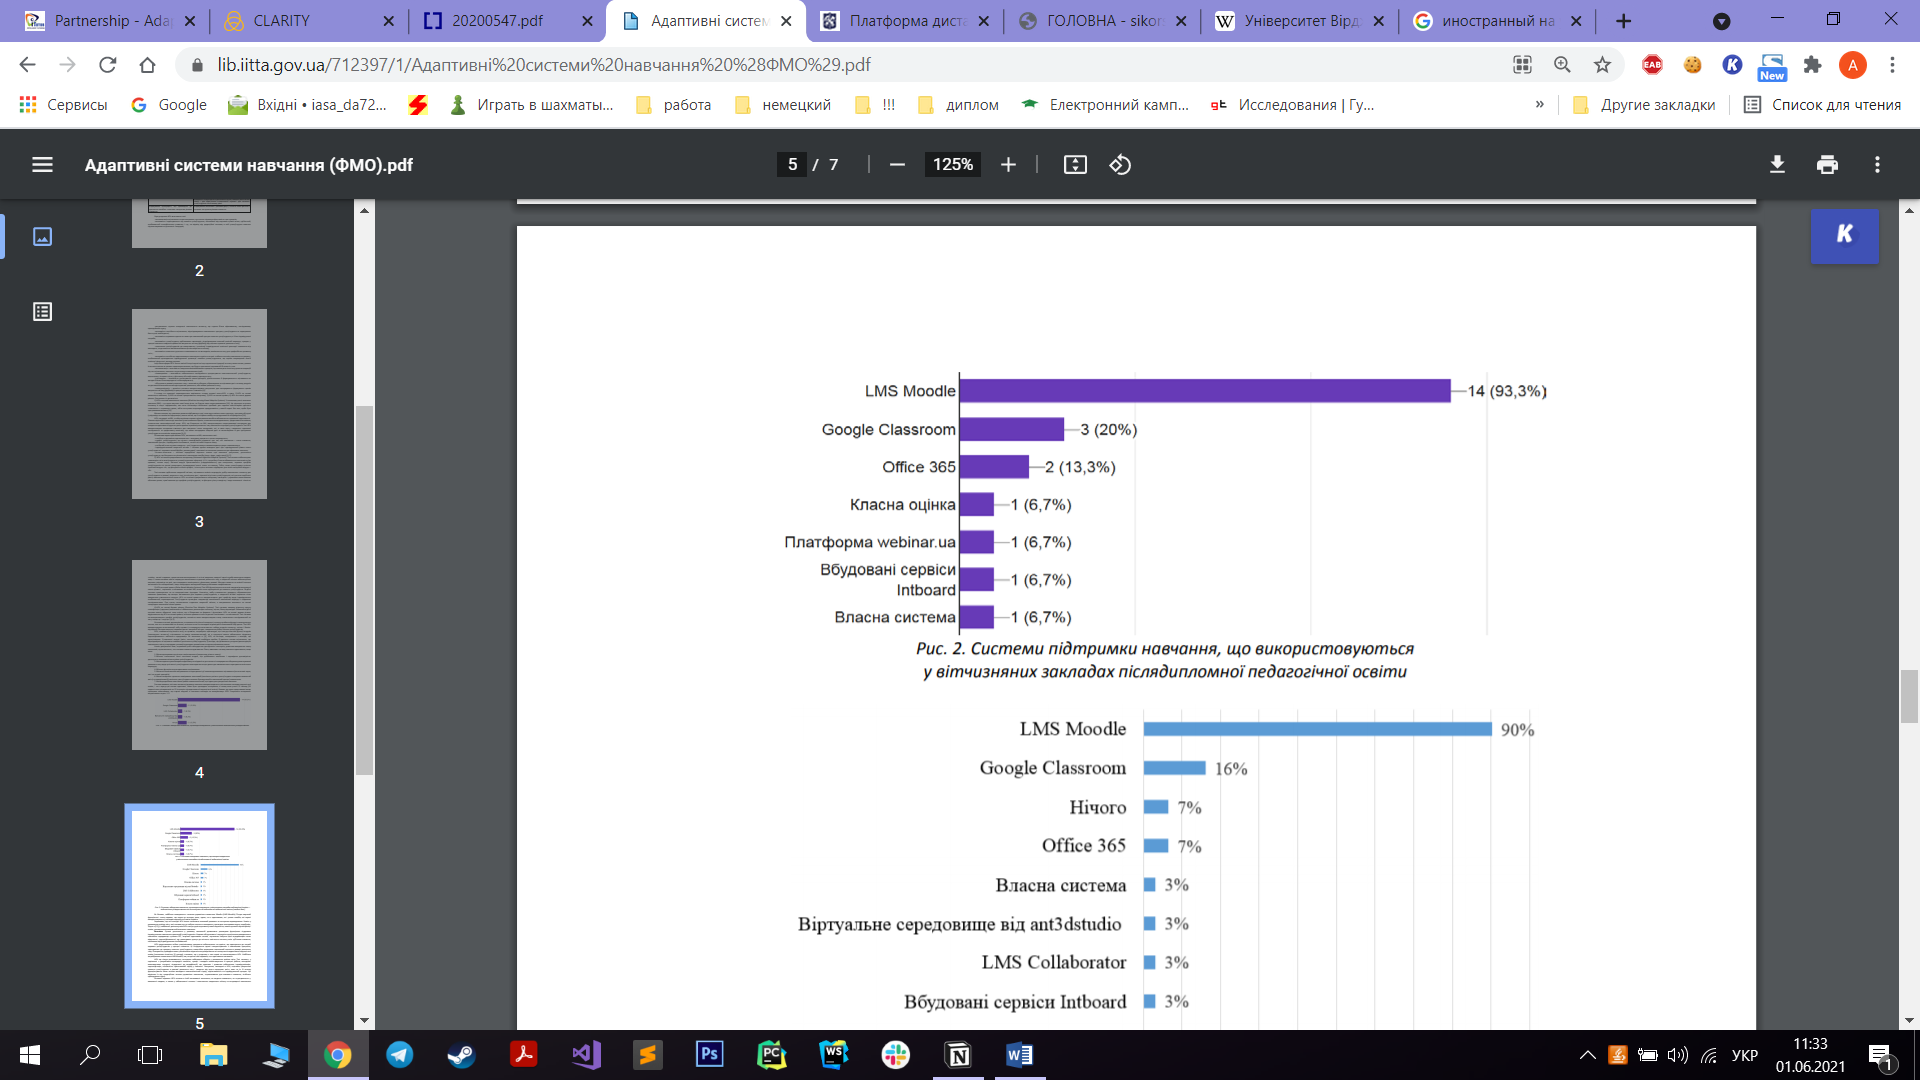 Partnership - Ada
CLARITY
20200547.pdf
Адаптивні систем
Платформа диста
ГОЛОВНА - sikor
Університет Вірд
иностранный на
lib.iitta.gov.ua/712397/1/Адаптивні%20системи%20навчання%20%28ФМО%29.pdf
New
A
Сервисы
Google
Вхідні • iasa_da72...
Играть в шахматы...
работа
немецкий
!!!
диплом
Електронний камп...
Исследования | Гу...
»
Другие закладки
Список для чтения
Адаптивні системи навчання (ФМО).pdf
5 / 7
125%
2
3
4
5
K
LMS Moodle 14 (93,3%)
Google Classroom 3 (20%)
Office 365 2 (13,3%)
Класна оцінка 1 (6,7%)
Платформа webinar.ua 1 (6,7%)
Вбудовані сервіси
Intboard 1 (6,7%)
Власна система 1 (6,7%)
Рис. 2. Системи підтримки навчання, що використовуються
у вітчизняних закладах післядипломної педагогічної освіти
LMS Moodle 90%
Google Classroom 16%
Нічого 7%
Office 365 7%
Власна система 3%
Віртуальне середовище від ant3dstudio 3%
LMS Collaborator 3%
Вбудовані сервіси Intboard 3%
УКР
11:33
01.06.2021
1